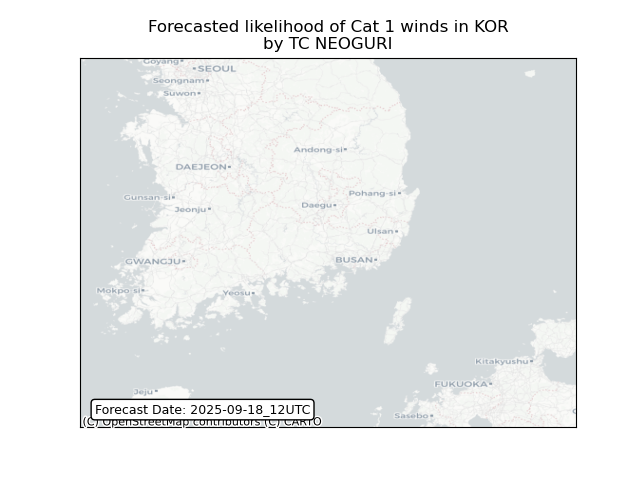 Forecasted likelihood of Cat 1 winds in KOR
by TC NEOGURI
Goyang
SEOUL
Seongnam
Suwon
Andong-si
DAEJEON
Pohang-si
Gunsan-si
Daegu
Jeonju
Ulsan
GWANGJU
BUSAN
Mokpo-si
Yeosu
Kitakyushu
FUKUOKA
Jeju
Sasebo
Forecast Date: 2025-09-18_12UTC
(C) OpenStreetMap contributors (C) CARTO